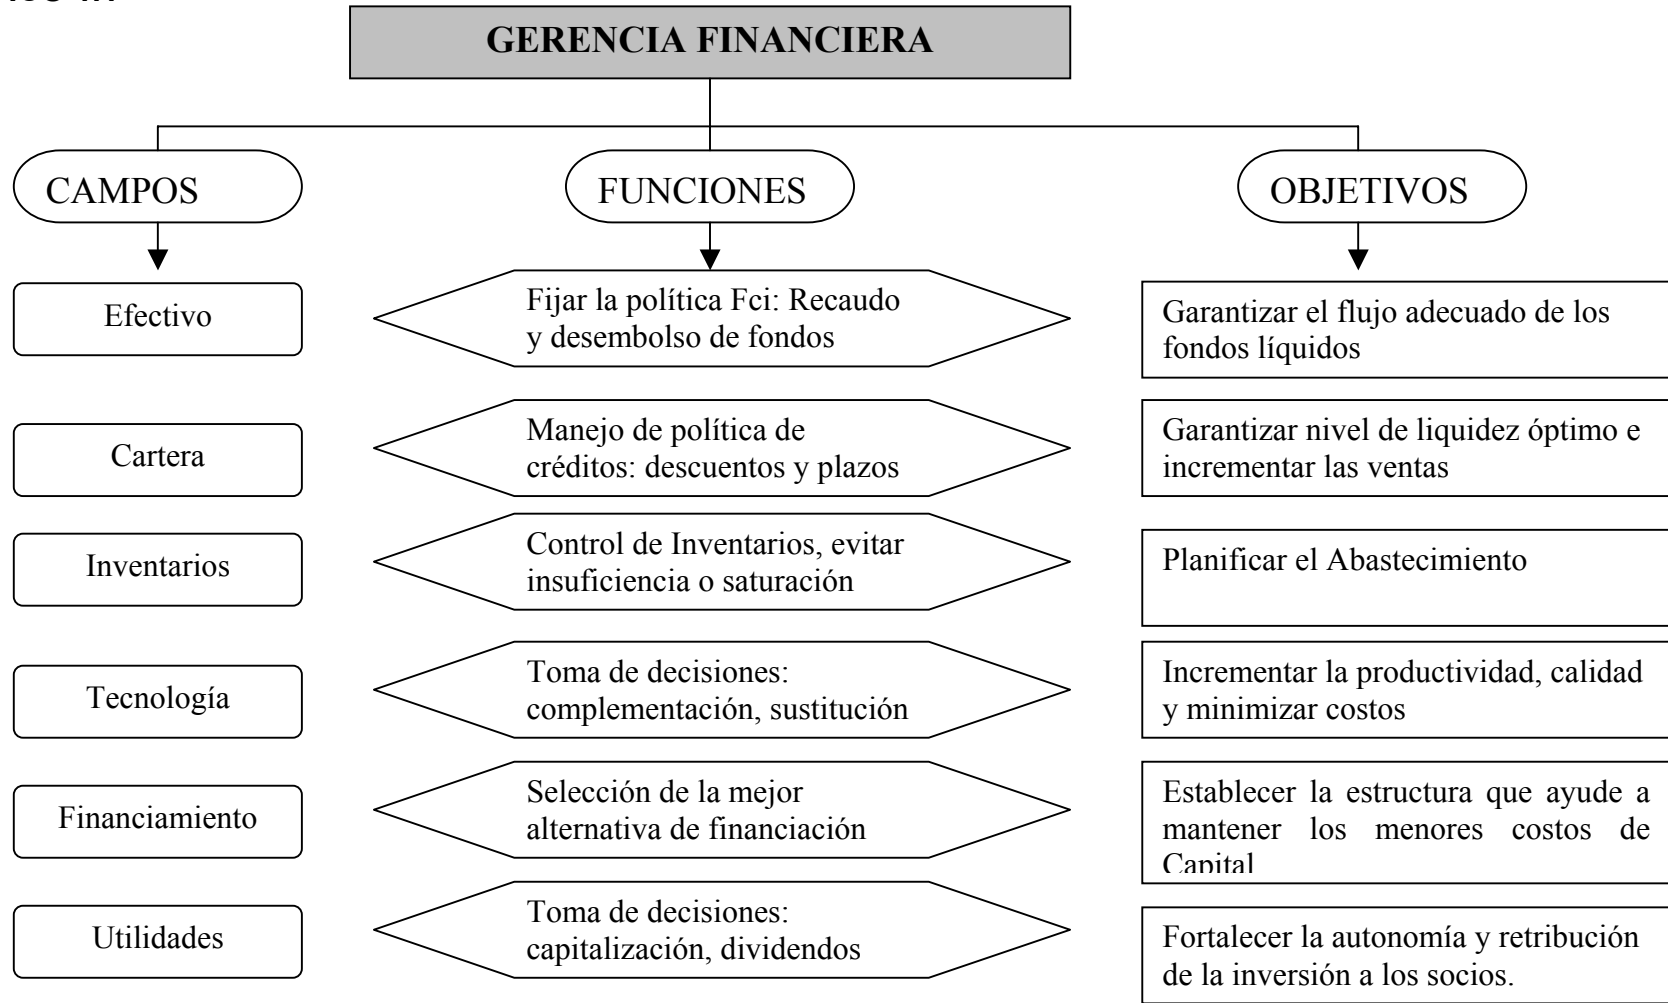 GERENCIA FINANCIERA
CAMPOS
FUNCIONES
OBJETIVOS
Efectivo
Fijar la política Fci: Recaudo
y desembolso de fondos
Garantizar el flujo adecuado de los
fondos líquidos
Cartera
Manejo de política de
créditos: descuentos y plazos
Garantizar nivel de liquidez óptimo e
incrementar las ventas
Inventarios
Control de Inventarios, evitar
insuficiencia o saturación
Planificar el Abastecimiento
Tecnología
Toma de decisiones:
complementación, sustitución
Incrementar la productividad, calidad
y minimizar costos
Financiamiento
Selección de la mejor
alternativa de financiación
Establecer la estructura que ayude a
mantener los menores costos de
Capital
Utilidades
Toma de decisiones:
capitalización, dividendos
Fortalecer la autonomía y retribución
de la inversión a los socios.